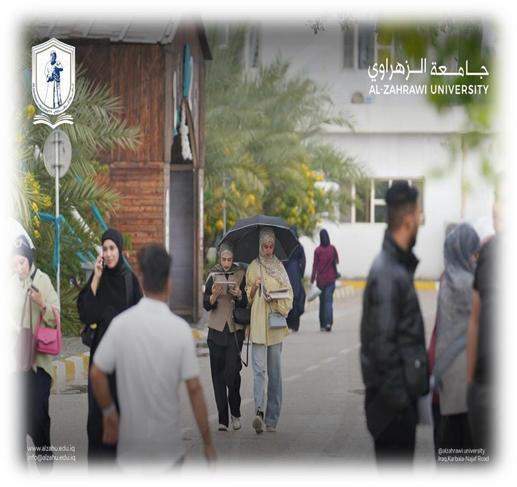 جامعة الزهراوي
AL-ZAHRAWI UNIVERSITY
www.alzahu.edu.iq
info@alzahu.edu.iq
@alzahrawi.university
Iraq,Karbala-Najaf Road